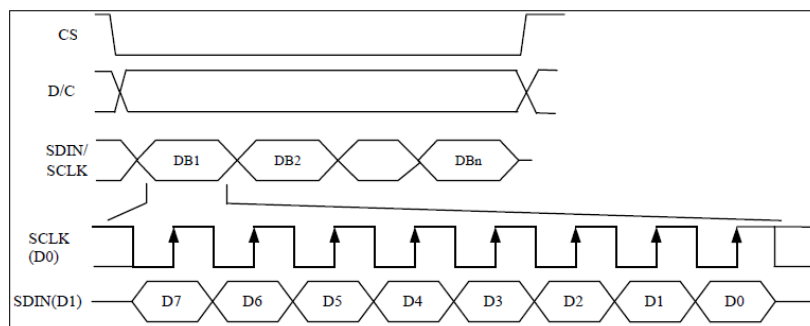 CS
D/C
SDIN/
SCLK
DB1 DB2 DBn
SCLK
(D0)
SDIN(D1) D7 D6 D5 D4 D3 D2 D1 D0